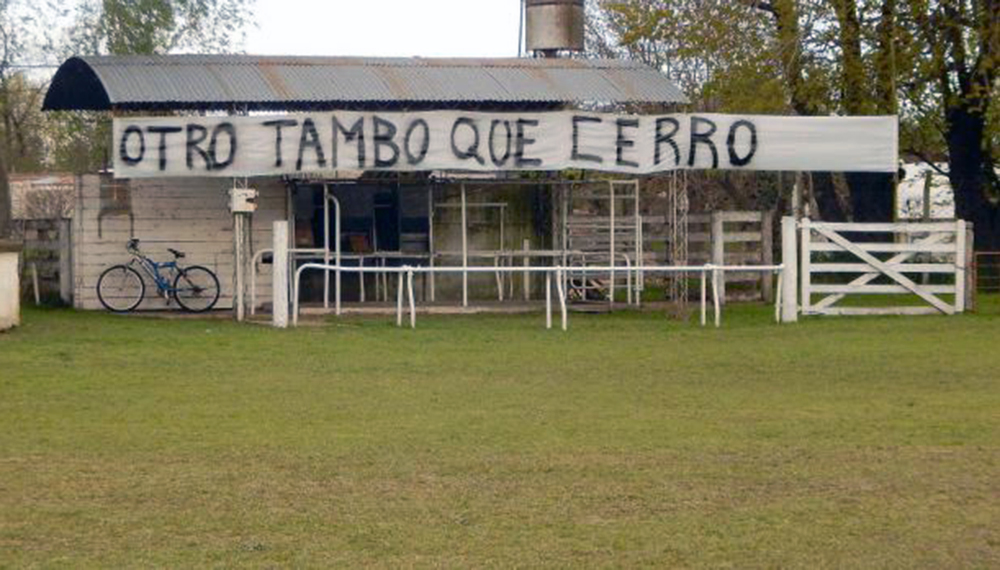 OTRO TAMBO QUE CERRO